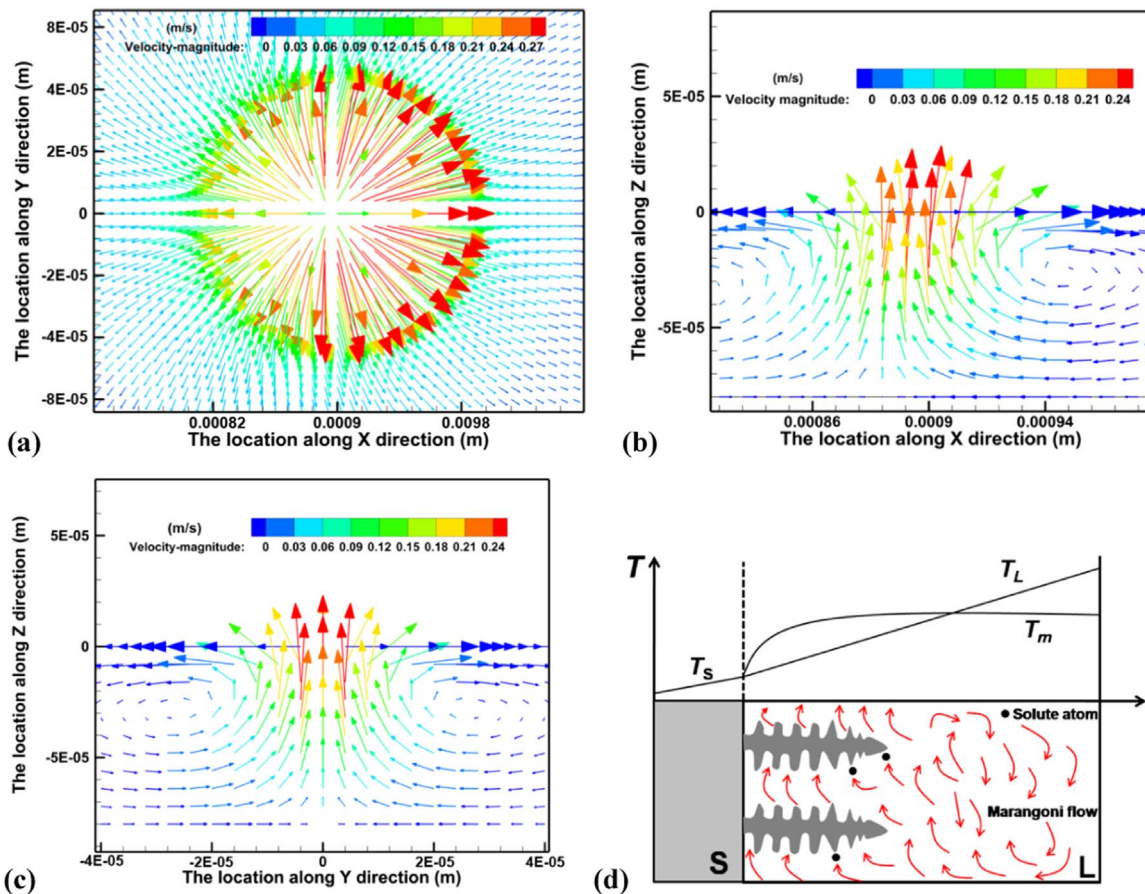 8E-05
(m/s)
Velocity-magnitude: 0 0.03 0.06 0.09 0.12 0.15 0.18 0.21 0.24 0.27
4E-05
2E-05
0
-2E-05
-4E-05
-8E-05
The location along Y direction (m)
0.00082 0.0009 0.00098
The location along X direction (m)
(a)
5E-05
(m/s)
Velocity magnitude: 0 0.03 0.06 0.09 0.12 0.15 0.18 0.21 0.24
0
-5E-05
The location along Z direction (m)
0.00086 0.0009 0.00094
The location along X direction (m)
(b)
5E-05
(m/s)
Velocity-magnitude: 0 0.03 0.06 0.09 0.12 0.15 0.18 0.21 0.24
0
-5E-05
The location along Z direction (m)
-4E-05 -2E-05 0 2E-05 4E-05
The location along Y direction (m)
(c)
T
TL
Tm
TS
Solute atom
Marangoni flow
S
L
(d)